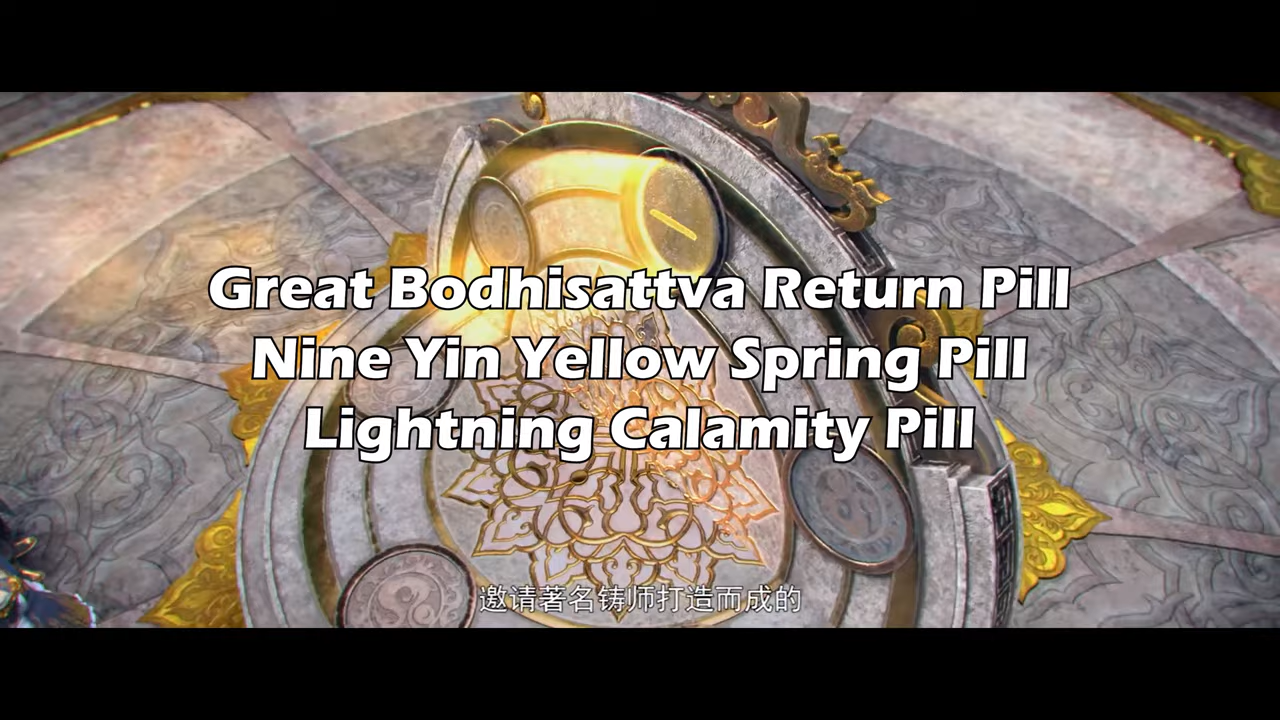 Great Bodhisattva Return Pill
Nine Yin Yellow Spring Pill
Lightning Calamity Pill
邀请著名铸师打造而成的